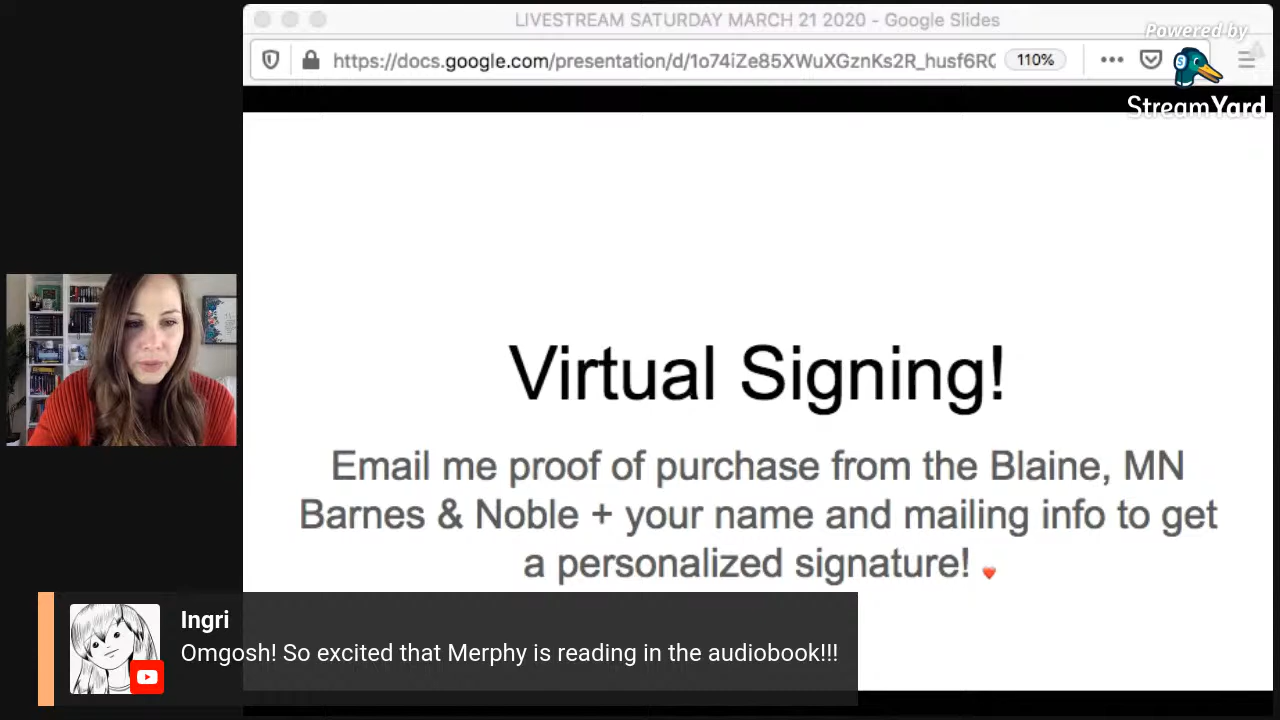 LIVESTREAM SATURDAY MARCH 21 2020 - Google Slides
Powered by
https://docs.google.com/presentation/d/1o74iZe85XWuXGznKs2R_husf6RC
110%
StreamYard
Virtual Signing!
Email me proof of purchase from the Blaine, MN
Barnes & Noble + your name and mailing info to get
a personalized signature! ❤️
Ingri
Omgosh! So excited that Merphy is reading in the audiobook!!!